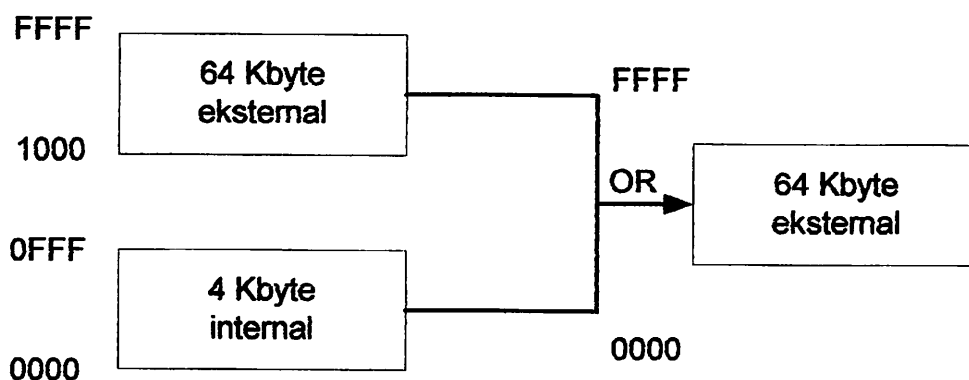 FFFF
64 Kbyte
eksternal
1000
0FFF
4 Kbyte
internal
0000
FFFF
OR
0000
64 Kbyte
eksternal